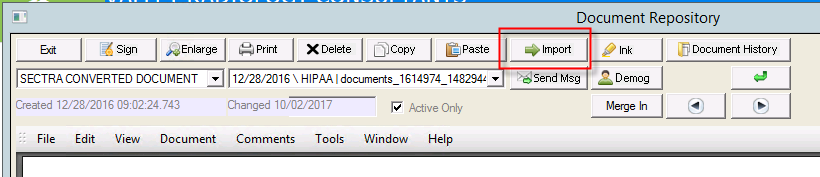 Document Repository
Exit Sign Enlarge Print Delete Copy Paste Import Ink Document History
SECTRA CONVERTED DOCUMENT 12/28/2016 \ HIPAA | documents_1614974_1482944 Send Msg Demog
Created 12/28/2016 09:02:24.743 Changed 10/02/2017 Active Only Merge In
File Edit View Document Comments Tools Window Help